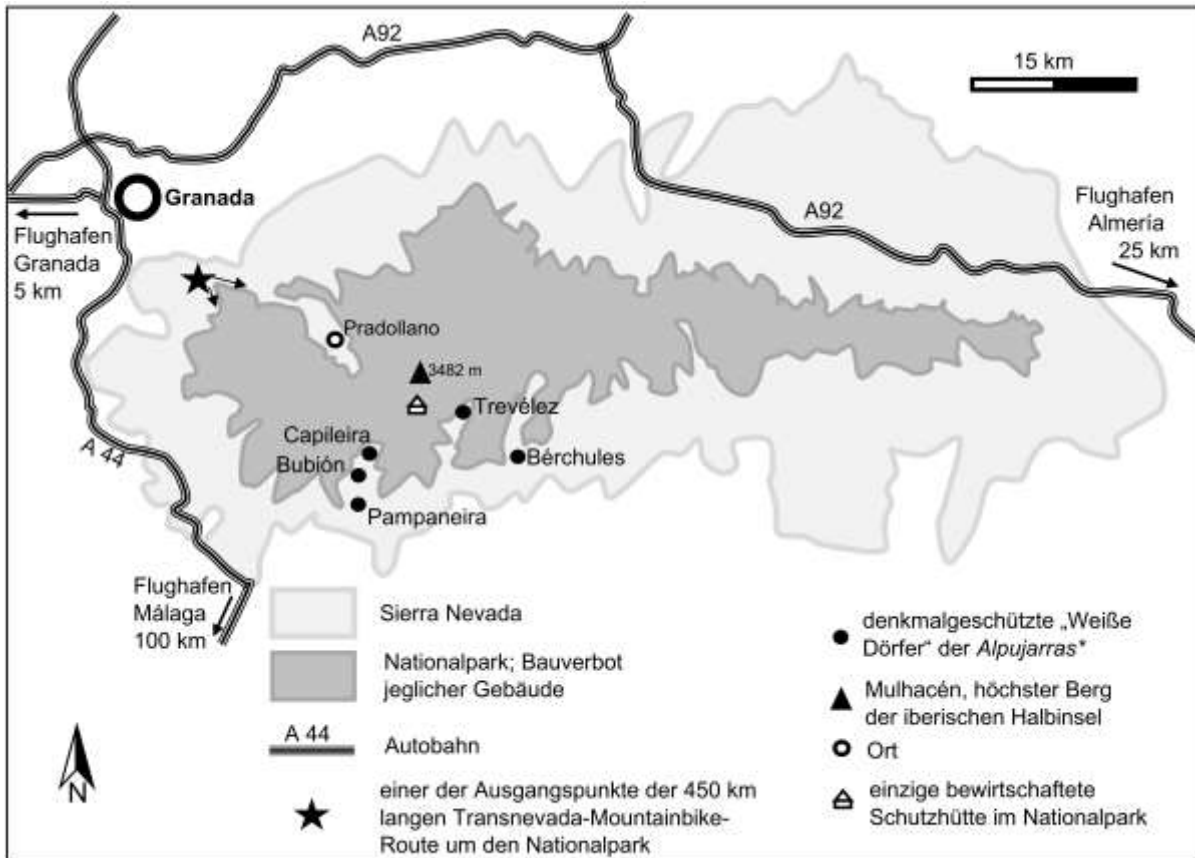 A92
15 km
Granada
Flughafen
Granada
5 km
A92
Flughafen
Almería
25 km
Pradollano
3482 m
Trevélez
Capileira
Bubión
Bérchules
Pampaneira
A 44
Flughafen
Málaga
100 km
Sierra Nevada
Nationalpark; Bauverbot
jeglicher Gebäude
A 44
Autobahn
einer der Ausgangspunkte der 450 km
langen Transnevada-Mountainbike-
Route um den Nationalpark
denkmalgeschützte „Weiße
Dörfer“ der Alpujarras*
Mulhacén, höchster Berg
der iberischen Halbinsel
Ort
einzige bewirtschaftete
Schutzhütte im Nationalpark
N